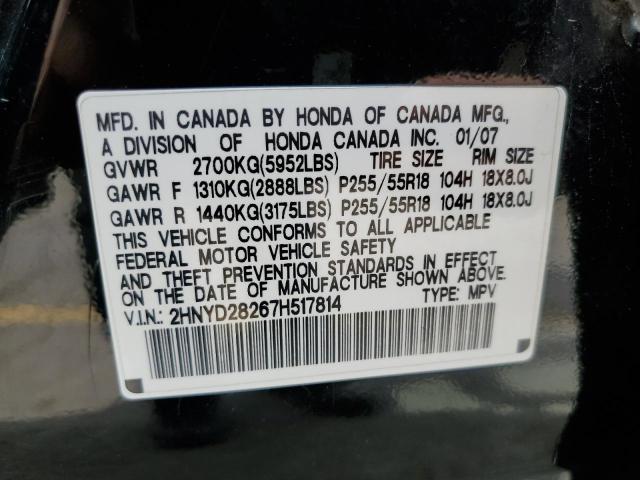 MFD. IN CANADA BY HONDA OF CANADA MFG.,
A DIVISION OF HONDA CANADA INC. 01/07
GVWR 2700KG(5952LBS) TIRE SIZE RIM SIZE
GAWR F 1310KG(2888LBS) P255/55R18 104H 18X8.0J
GAWR R 1440KG(3175LBS) P255/55R18 104H 18X8.0J
THIS VEHICLE CONFORMS TO ALL APPLICABLE
FEDERAL MOTOR VEHICLE SAFETY
AND THEFT PREVENTION STANDARDS IN EFFECT
ON THE DATE OF MANUFACTURE SHOWN ABOVE.
V.I.N.: 2HNYD28267H517814 TYPE: MPV